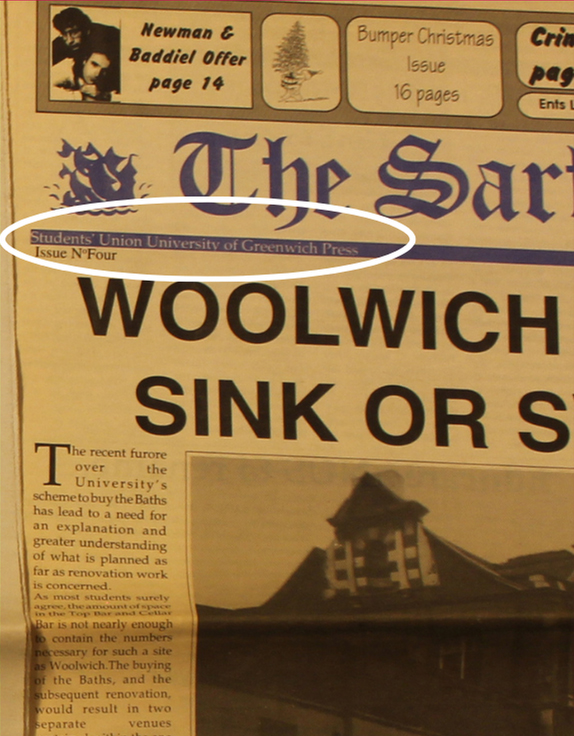 Newman &
Baddiel Offer
page 14
Bumper Christmas
Issue
16 pages
Ents
The
Students' Union University of Greenwich Press
Issue NºFour
WOOLWICH
SINK OR
The recent furore
over the
University's
scheme to buy the Baths
has lead to a need for
an explanation and
greater understanding
of what is planned as
far as renovation work
is concerned.
As most students surely
agree, the amount of space
in the Top Bar and Cellar
Bar is not nearly enough
to contain the numbers
necessary for such a site
as Woolwich.The buying
of the Baths, and the
subsequent renovation,
would result in two
separate venues